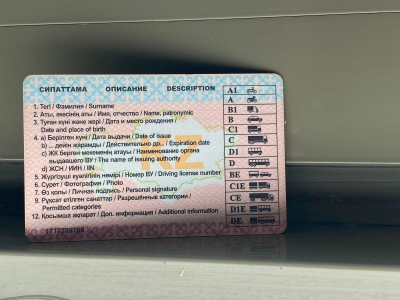 СИПАТТАМА ОПИСАНИЕ DESCRIPTION
1. Тегі / Фамилия / Surname
2. Аты, әкесінің аты / Имя, отчество / Name, patronymic
3. Туған күні және жері / Дата и место рождения /
Date and place of birth
4. a) Берілген күні / Дата выдачи / Date of issue
b) ... дейін жарамды / Действительно до... / Expiration date
c) ЖК берген мекеменің атауы / Наименование органа
выдавшего ВУ / The name of issuing authority
d) ЖСН / ИИН / IIN
5. Жүргізуші куәлігінің нөмірі / Номер ВУ / Driving license number
6. Сурет / Фотография / Photo
7. Өз қолы / Личная подпись / Personal signature
9. Рұқсат етілген санаттар / Разрешённые категории /
Permitted categories
12. Қосымша ақпарат / Доп. информация / Additional information
KZ
A1
A
B1
B
C1
C
D1
D
BE
C1E
CE
D1E
DE